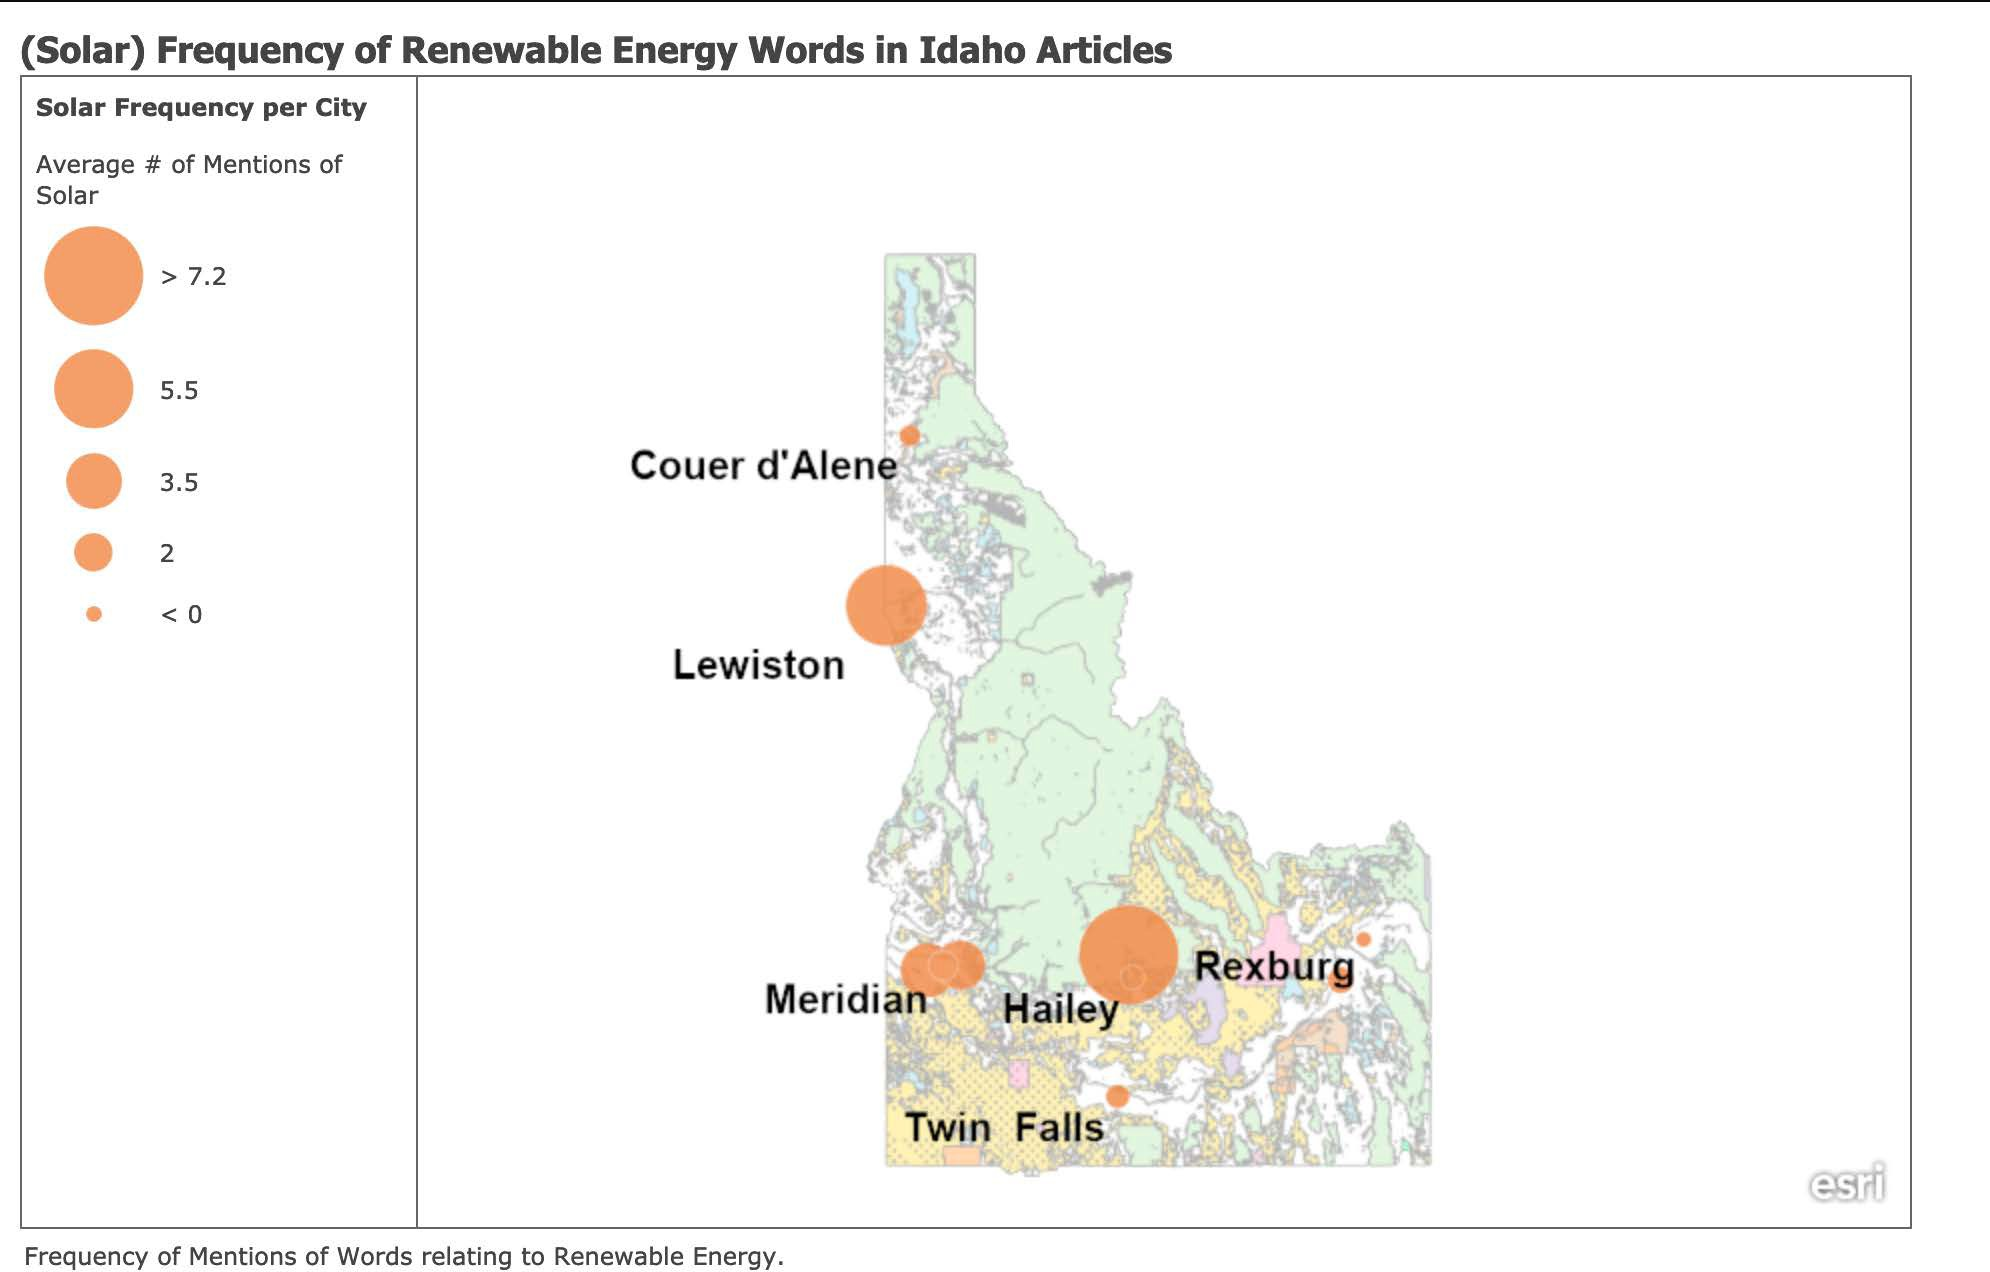 (Solar) Frequency of Renewable Energy Words in Idaho Articles
Solar Frequency per City
Average # of Mentions of
Solar
> 7.2
5.5
3.5
2
< 0
Couer d'Alene
Lewiston
Rexburg
Meridian
Hailey
Twin Falls
esri
Frequency of Mentions of Words relating to Renewable Energy.